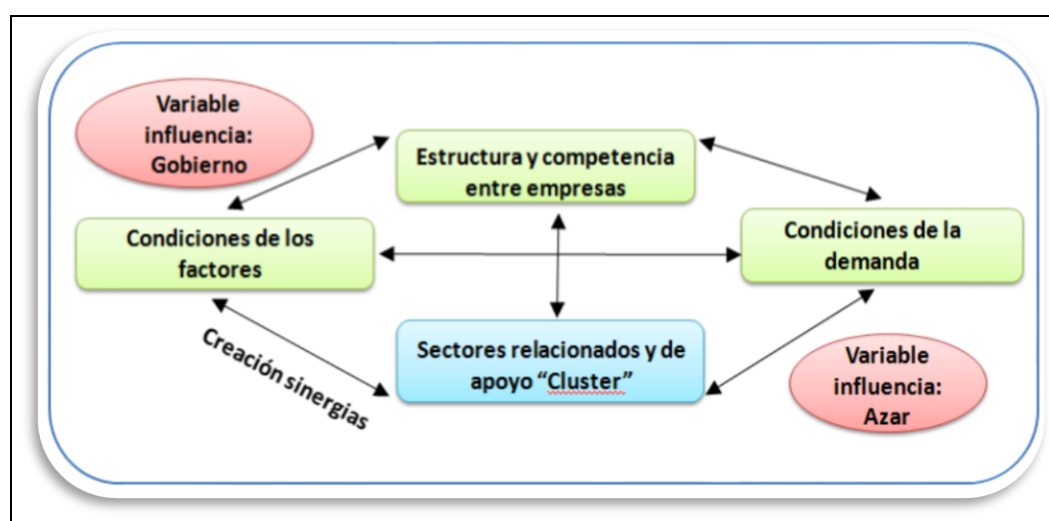 Variable
influencia:
Gobierno
Estructura y competencia
entre empresas
Condiciones de los
factores
Condiciones de la
demanda
Creación sinergias
Sectores relacionados y de
apoyo “Cluster”
Variable
influencia:
Azar